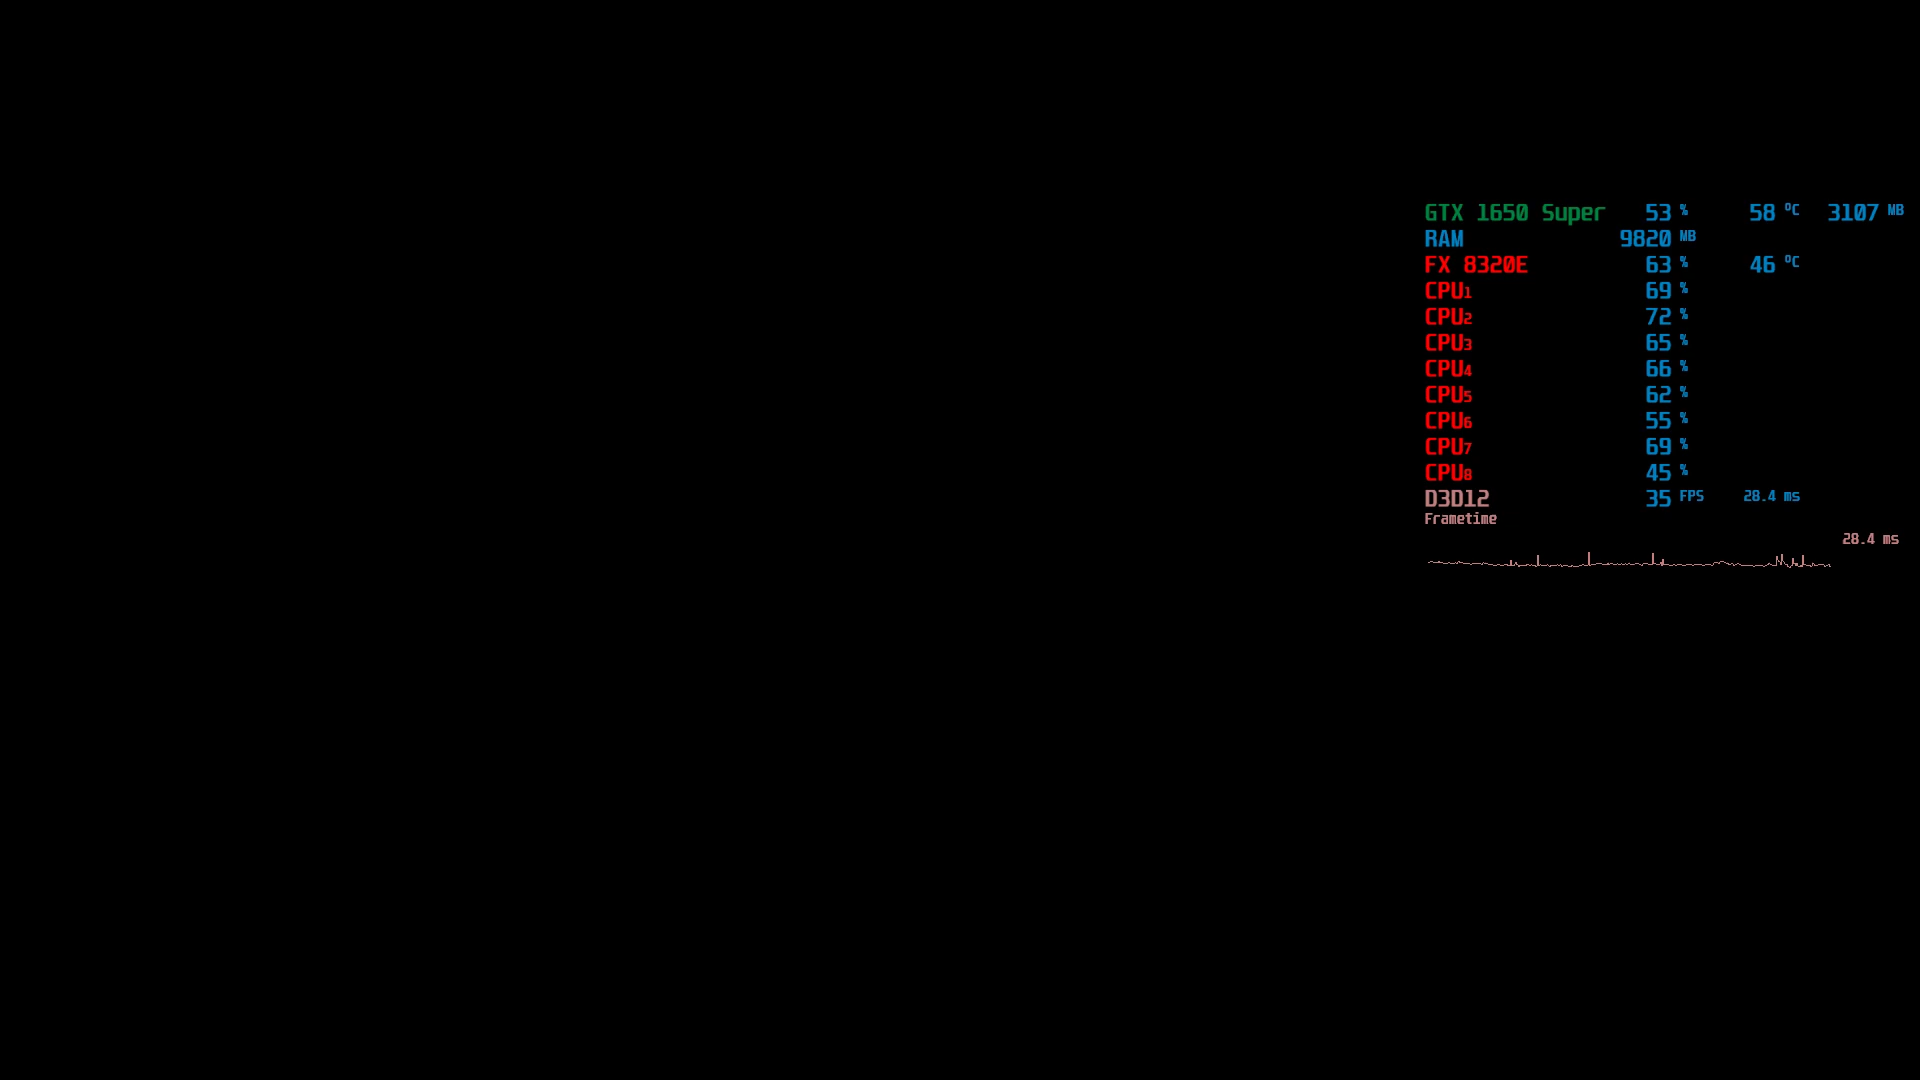 GTX 1650 Super 53 % 58 °C 3107 MB
RAM 9820 MB
FX 8320E 63 % 46 °C
CPU1 69 %
CPU2 72 %
CPU3 65 %
CPU4 66 %
CPU5 62 %
CPU6 55 %
CPU7 69 %
CPU8 45 %
D3D12 35 FPS 28.4 ms
Frametime
28.4 ms